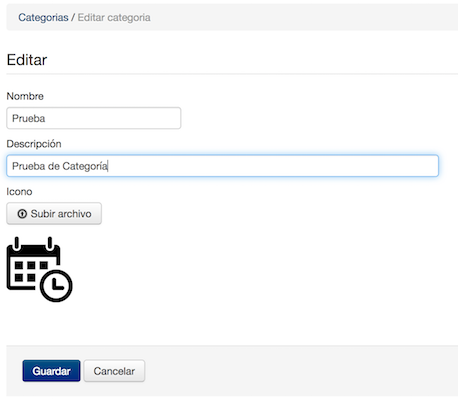 Categorias / Editar categoria
Editar
Nombre
Prueba
Descripción
Prueba de Categoría
Icono
Subir archivo
Guardar Cancelar